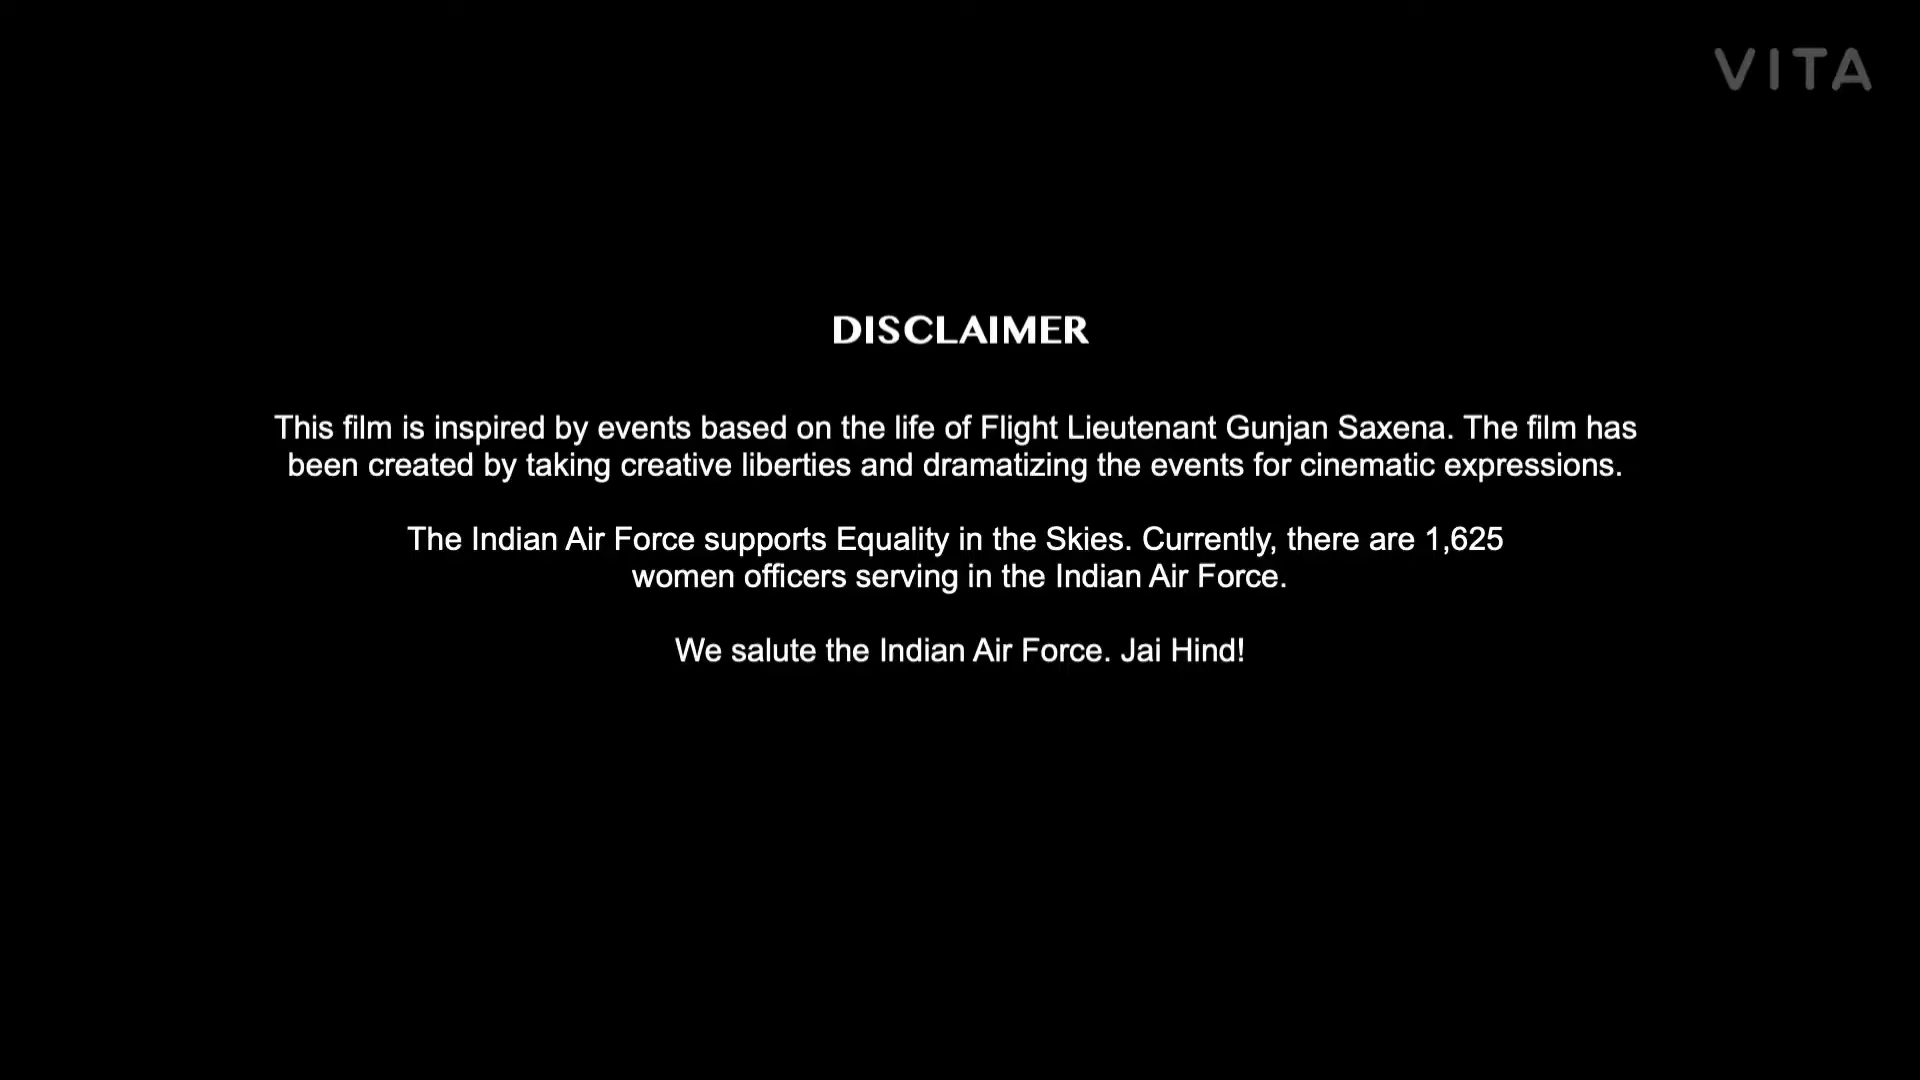 VITA
DISCLAIMER
This film is inspired by events based on the life of Flight Lieutenant Gunjan Saxena. The film has
been created by taking creative liberties and dramatizing the events for cinematic expressions.
The Indian Air Force supports Equality in the Skies. Currently, there are 1,625
women officers serving in the Indian Air Force.
We salute the Indian Air Force. Jai Hind!